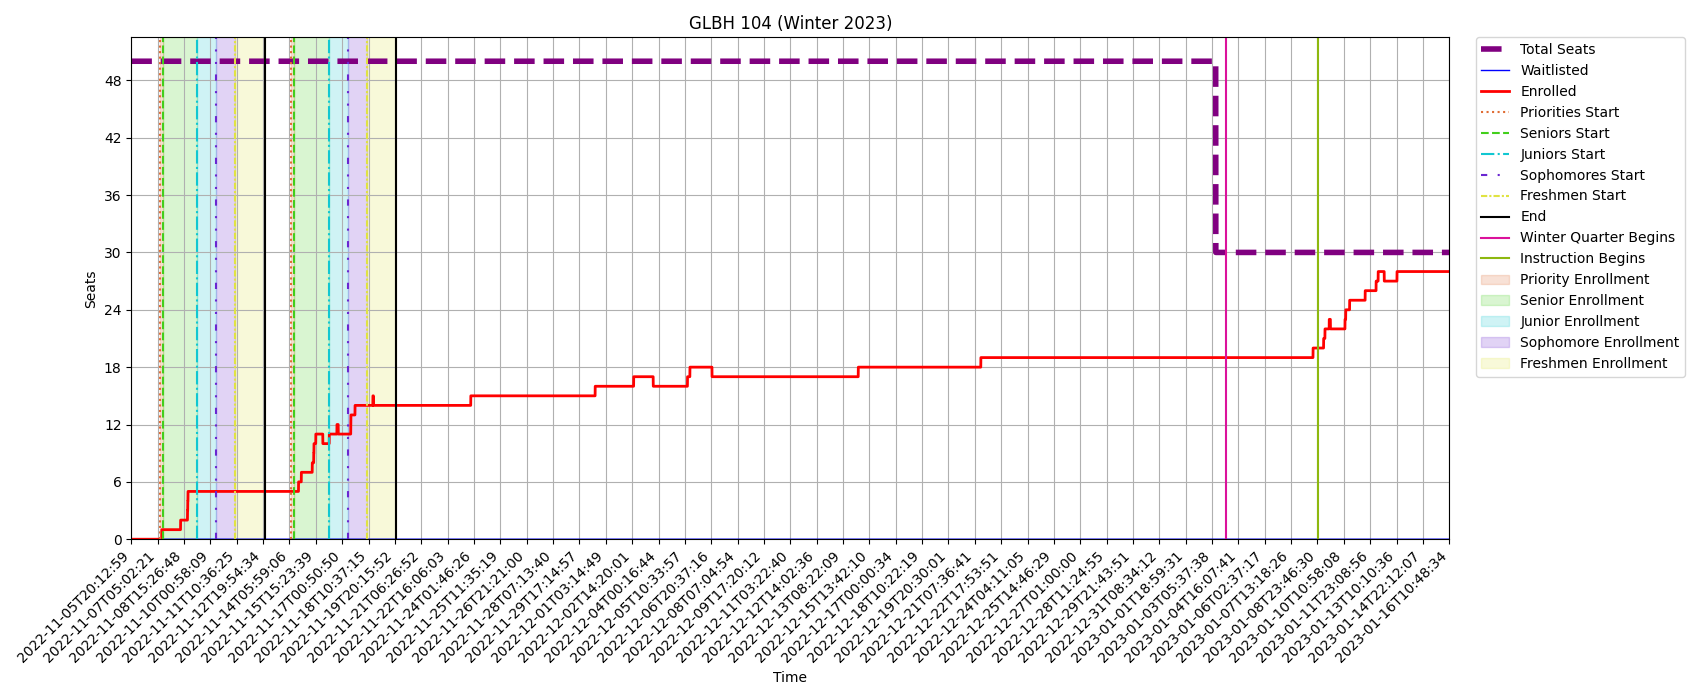 GLBH 104 (Winter 2023)
Total Seats
Waitlisted
Enrolled
Priorities Start
Seniors Start
Juniors Start
Sophomores Start
Freshmen Start
End
Winter Quarter Begins
Instruction Begins
Priority Enrollment
Senior Enrollment
Junior Enrollment
Sophomore Enrollment
Freshmen Enrollment
Seats
48
42
36
30
24
18
12
6
0
2022-11-05T20:12:59
2022-11-07T05:02:21
2022-11-08T15:26:48
2022-11-10T00:58:09
2022-11-11T10:36:25
2022-11-12T19:54:34
2022-11-14T05:59:06
2022-11-15T15:23:39
2022-11-17T00:50:50
2022-11-18T10:37:15
2022-11-19T20:15:52
2022-11-21T06:26:52
2022-11-22T16:06:03
2022-11-24T01:46:26
2022-11-25T11:35:19
2022-11-26T21:21:00
2022-11-28T07:13:40
2022-11-29T17:14:57
2022-12-01T03:14:49
2022-12-02T14:20:01
2022-12-04T00:16:44
2022-12-05T10:33:57
2022-12-06T20:37:16
2022-12-08T07:04:54
2022-12-09T17:20:12
2022-12-11T03:22:40
2022-12-12T14:02:36
2022-12-13T08:22:09
2022-12-15T13:42:10
2022-12-17T00:00:34
2022-12-18T10:22:19
2022-12-19T20:30:01
2022-12-21T07:36:41
2022-12-22T17:53:51
2022-12-24T04:11:05
2022-12-25T14:46:29
2022-12-27T01:00:00
2022-12-28T11:24:55
2022-12-29T21:43:51
2022-12-31T08:34:12
2023-01-01T18:59:31
2023-01-03T05:37:38
2023-01-04T16:07:41
2023-01-06T02:37:17
2023-01-07T13:18:26
2023-01-08T23:46:30
2023-01-10T10:58:08
2023-01-11T23:08:56
2023-01-13T10:10:36
2023-01-14T22:12:07
2023-01-16T10:48:34
Time